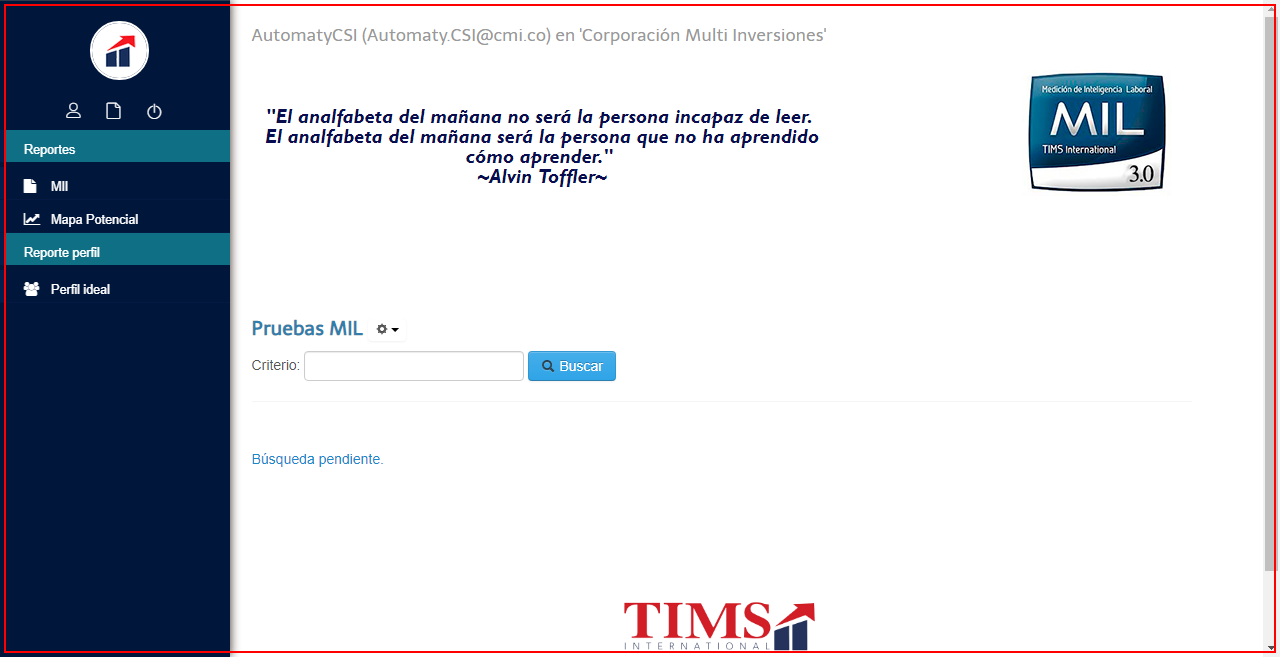 AutomatyCSI (Automaty.CSI@cmi.co) en 'Corporación Multi Inversiones'
"El analfabeta del mañana no será la persona incapaz de leer.
El analfabeta del mañana será la persona que no ha aprendido
cómo aprender."
~Alvin Toffler~
Medición de Inteligencia Laboral
MIL
TIMS International
3.0
Reportes
MII
Mapa Potencial
Reporte perfil
Perfil ideal
Pruebas MIL
Criterio:
Buscar
Búsqueda pendiente.
TIMS
INTERNATIONAL